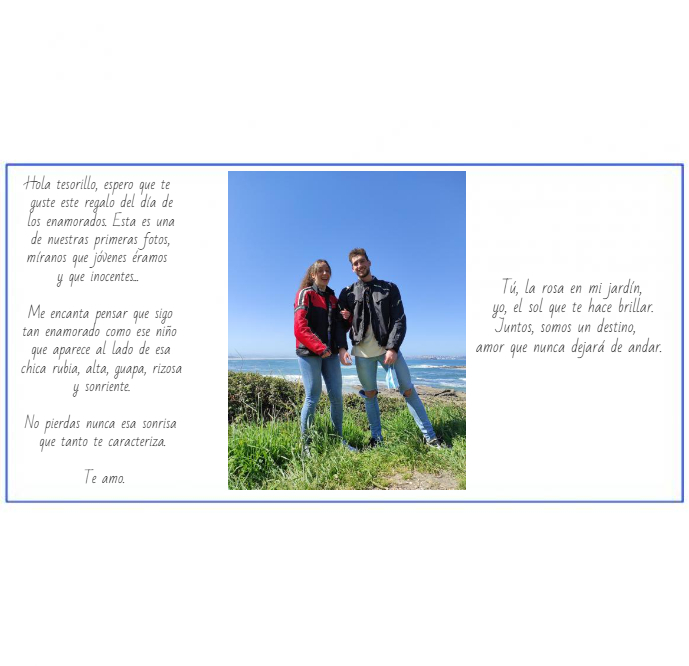 Hola tesorillo, espero que te
guste este regalo del día de
los enamorados. Esta es una
de nuestras primeras fotos,
míranos que jóvenes éramos
y que inocentes...
Me encanta pensar que sigo
tan enamorado como ese niño
que aparece al lado de esa
chica rubia, alta, guapa, rizosa
y sonriente.
No pierdas nunca esa sonrisa
que tanto te caracteriza.
Te amo.
Tú, la rosa en mi jardín,
yo, el sol que te hace brillar.
Juntos, somos un destino,
amor que nunca dejará de andar.